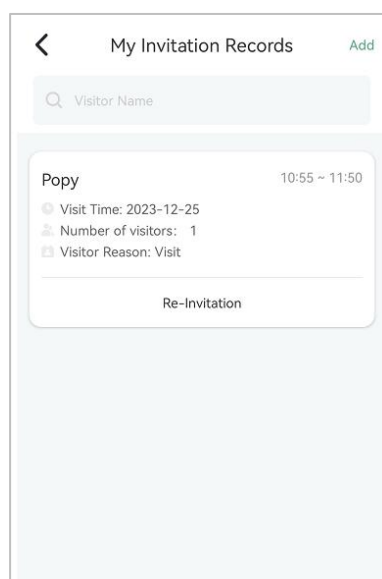 My Invitation Records Add
Visitor Name
Popy 10:55 ~ 11:50
Visit Time: 2023-12-25
Number of visitors: 1
Visitor Reason: Visit
Re-Invitation